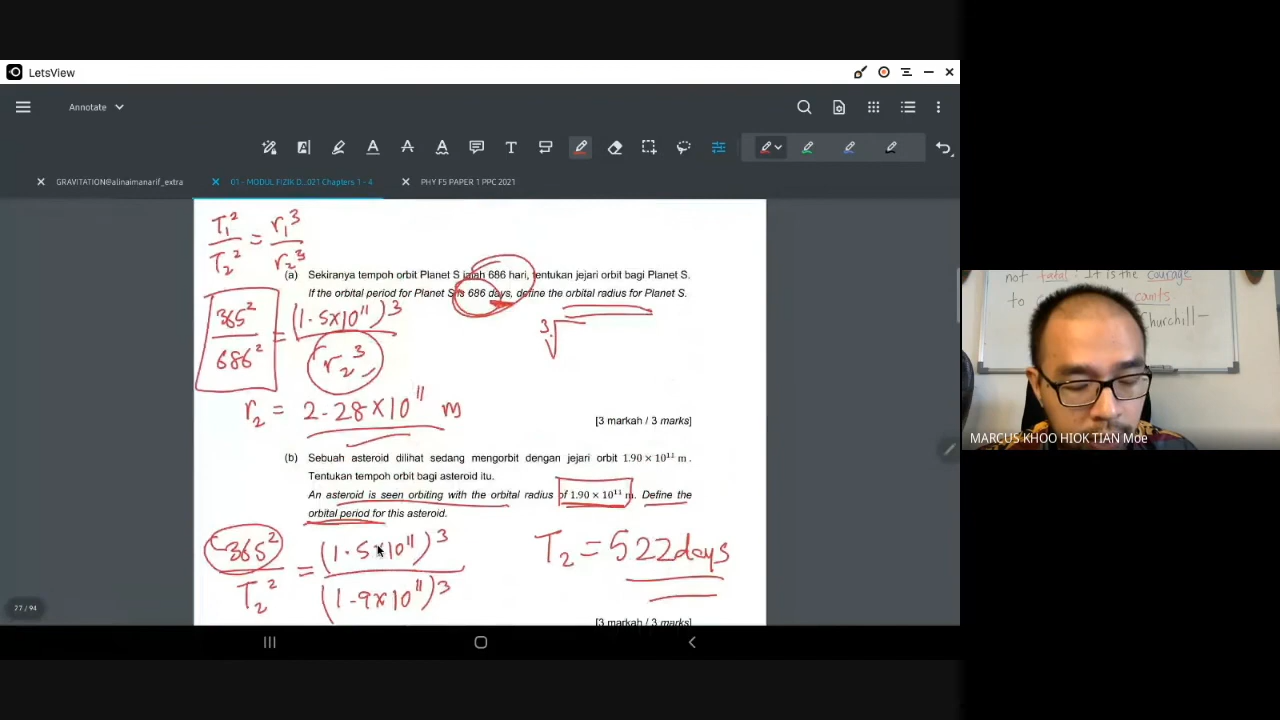 LetsView
Annotate
GRAVITATION@alinaimanarif_extra
01 - MODUL FIZIK D...021 Chapters 1 - 4
PHY F5 PAPER 1 PPC 2021
T₁²/T₂² = r₁³/r₂³
(a) Sekiranya tempoh orbit Planet S ialah 686 hari, tentukan jejari orbit bagi Planet S.
If the orbital period for Planet S is 686 days, define the orbital radius for Planet S.
365²/686² = (1.5×10¹¹)³/r₂³
3√
r₂ = 2.28×10¹¹ m
[3 markah / 3 marks]
(b) Sebuah asteroid dilihat sedang mengorbit dengan jejari orbit 1.90 × 10¹¹ m.
Tentukan tempoh orbit bagi asteroid itu.
An asteroid is seen orbiting with the orbital radius of 1.90 × 10¹¹ m. Define the
orbital period for this asteroid.
365²/T₂² = (1.5×10¹¹)³/(1.9×10¹¹)³
T₂ = 522 days
[3 markah / 3 marks]
27 / 94
not fatal: It is the courage
to counts
Churchill-
MARCUS KHOO HIOK TIAN Moe